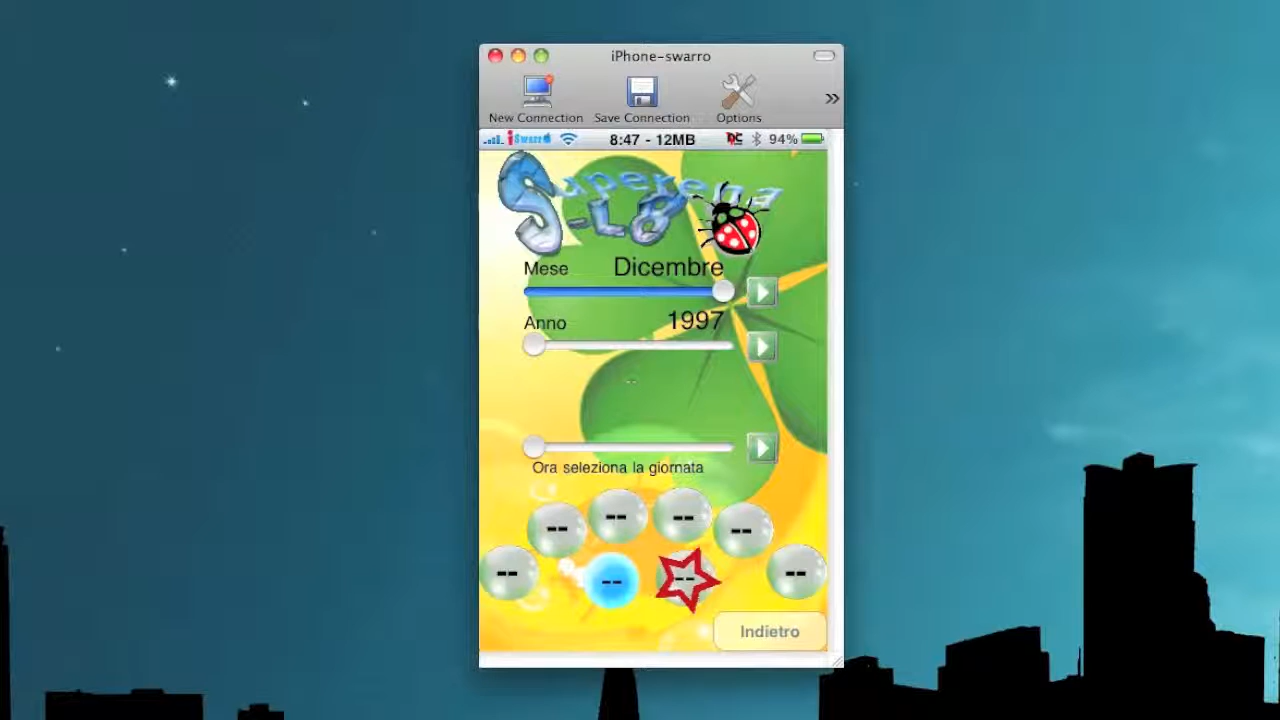 iPhone-swarro
New Connection Save Connection Options »
iSwarro 8:47 - 12MB 94%
Superena
S-L8
Mese Dicembre
Anno 1997
--
Ora seleziona la giornata
-- -- -- --
-- -- -- --
Indietro